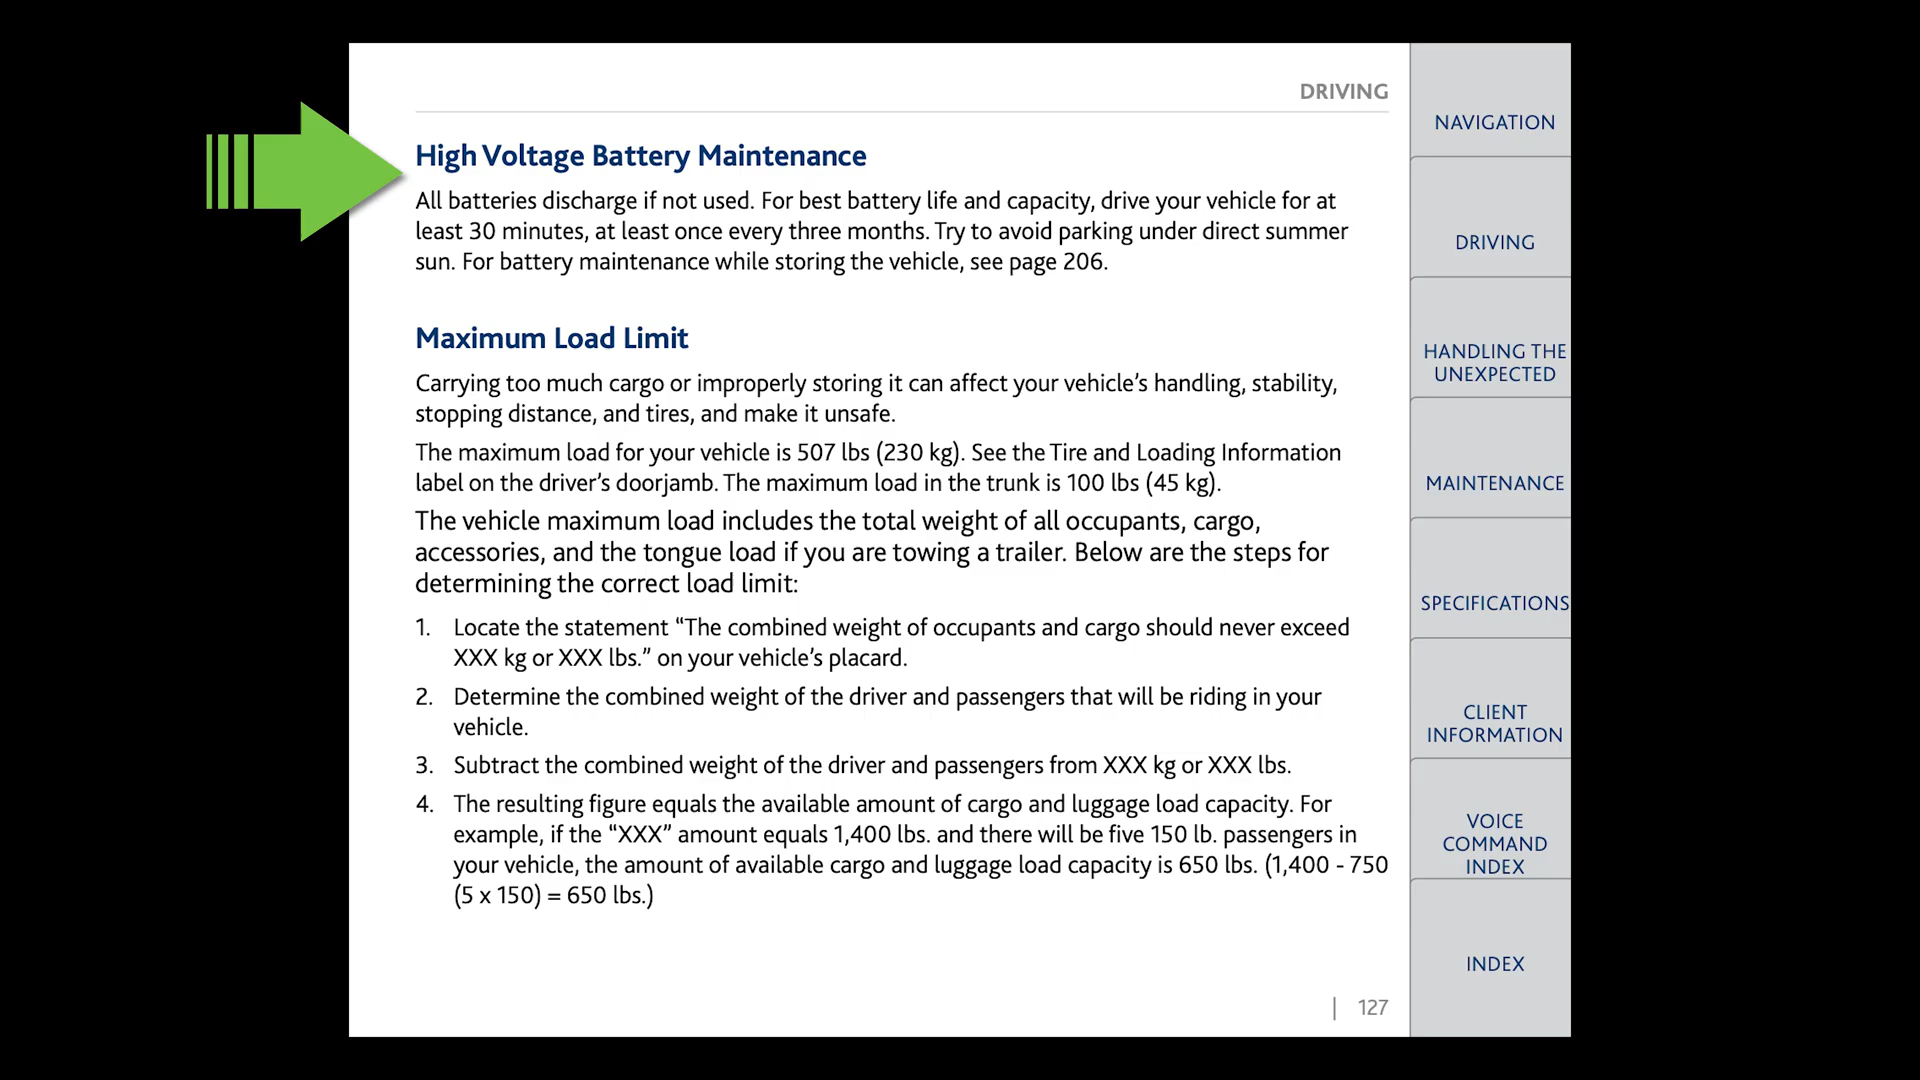 DRIVING
High Voltage Battery Maintenance
All batteries discharge if not used. For best battery life and capacity, drive your vehicle for at
least 30 minutes, at least once every three months. Try to avoid parking under direct summer
sun. For battery maintenance while storing the vehicle, see page 206.
Maximum Load Limit
Carrying too much cargo or improperly storing it can affect your vehicle’s handling, stability,
stopping distance, and tires, and make it unsafe.
The maximum load for your vehicle is 507 lbs (230 kg). See the Tire and Loading Information
label on the driver’s doorjamb. The maximum load in the trunk is 100 lbs (45 kg).
The vehicle maximum load includes the total weight of all occupants, cargo,
accessories, and the tongue load if you are towing a trailer. Below are the steps for
determining the correct load limit:
1. Locate the statement “The combined weight of occupants and cargo should never exceed
XXX kg or XXX lbs.” on your vehicle’s placard.
2. Determine the combined weight of the driver and passengers that will be riding in your
vehicle.
3. Subtract the combined weight of the driver and passengers from XXX kg or XXX lbs.
4. The resulting figure equals the available amount of cargo and luggage load capacity. For
example, if the “XXX” amount equals 1,400 lbs. and there will be five 150 lb. passengers in
your vehicle, the amount of available cargo and luggage load capacity is 650 lbs. (1,400 - 750
(5 x 150) = 650 lbs.)
| 127
NAVIGATION
DRIVING
HANDLING THE
UNEXPECTED
MAINTENANCE
SPECIFICATIONS
CLIENT
INFORMATION
VOICE
COMMAND
INDEX
INDEX